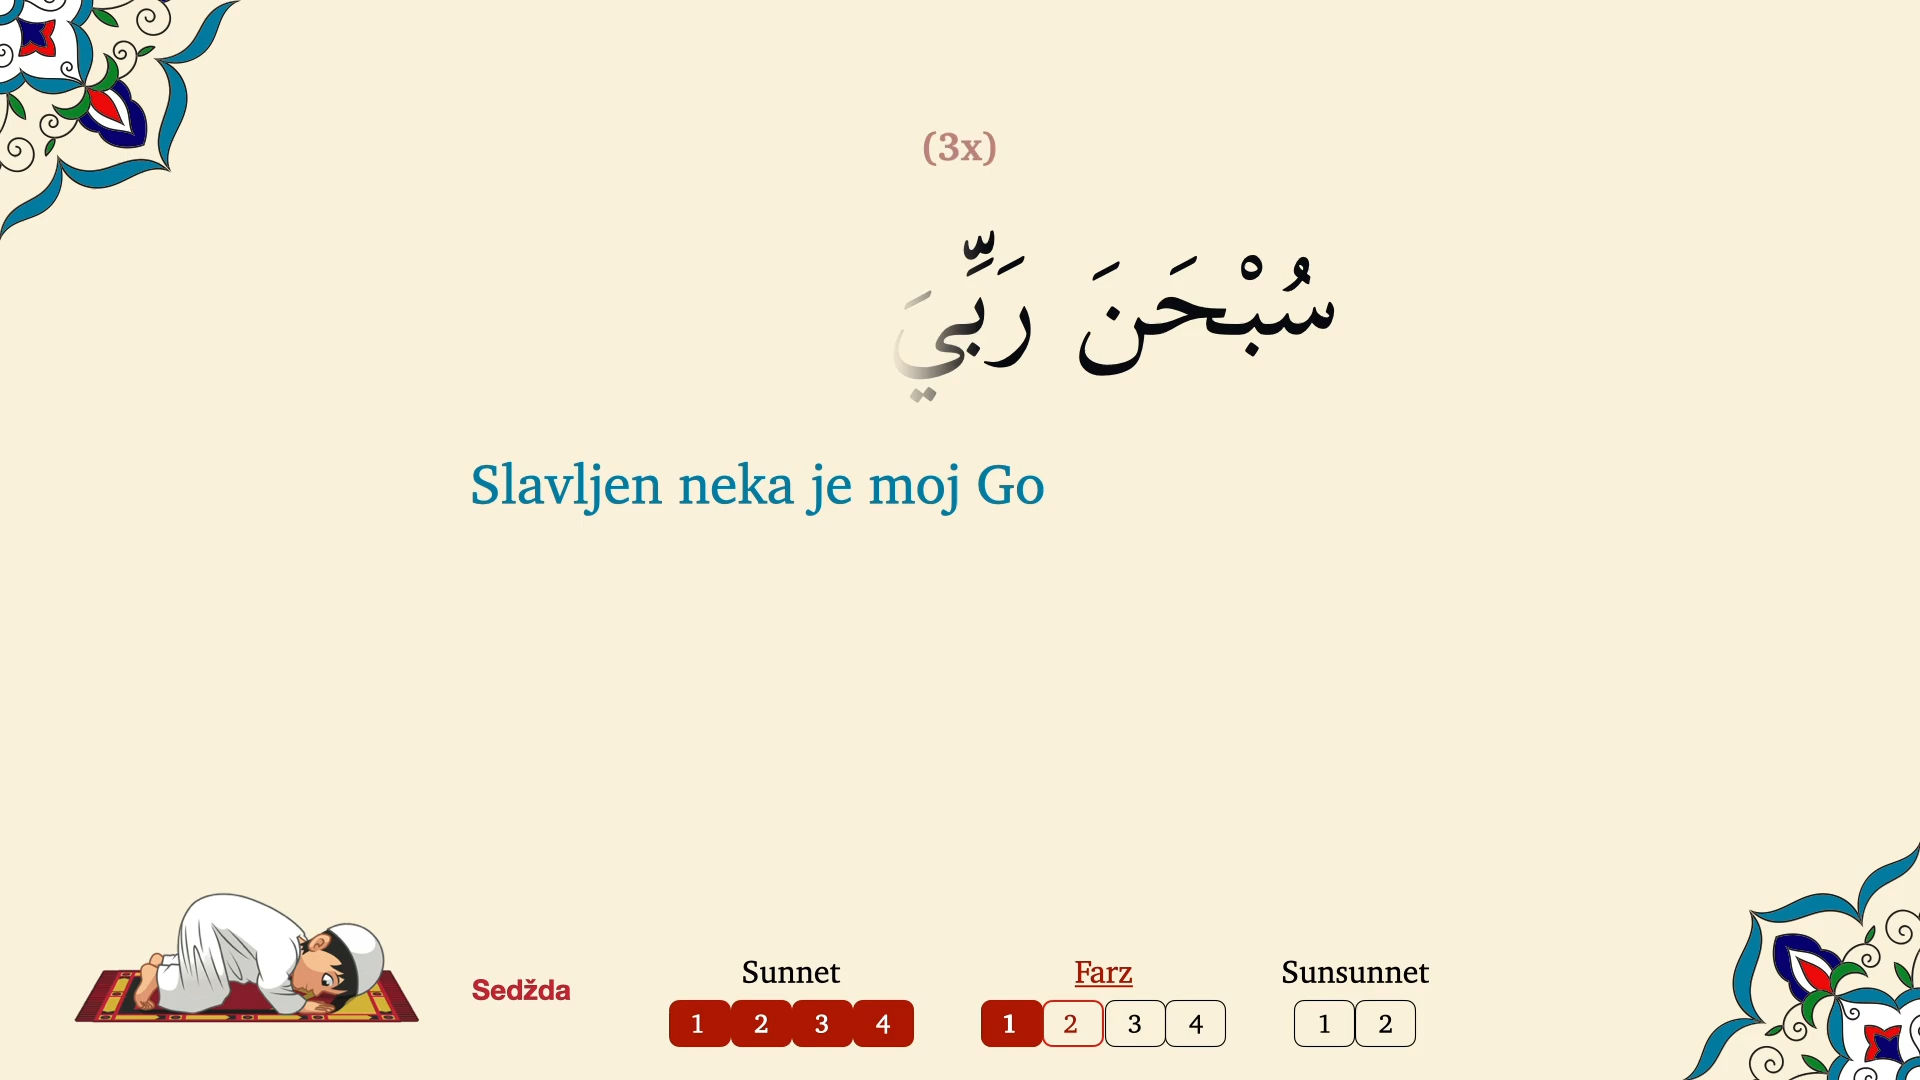 (3x)
سُبْحَنَ رَبِّيَ
Slavljen neka je moj Go
Sedžda
Sunnet
1 2 3 4
Farz
1 2 3 4
Sunsunnet
1 2